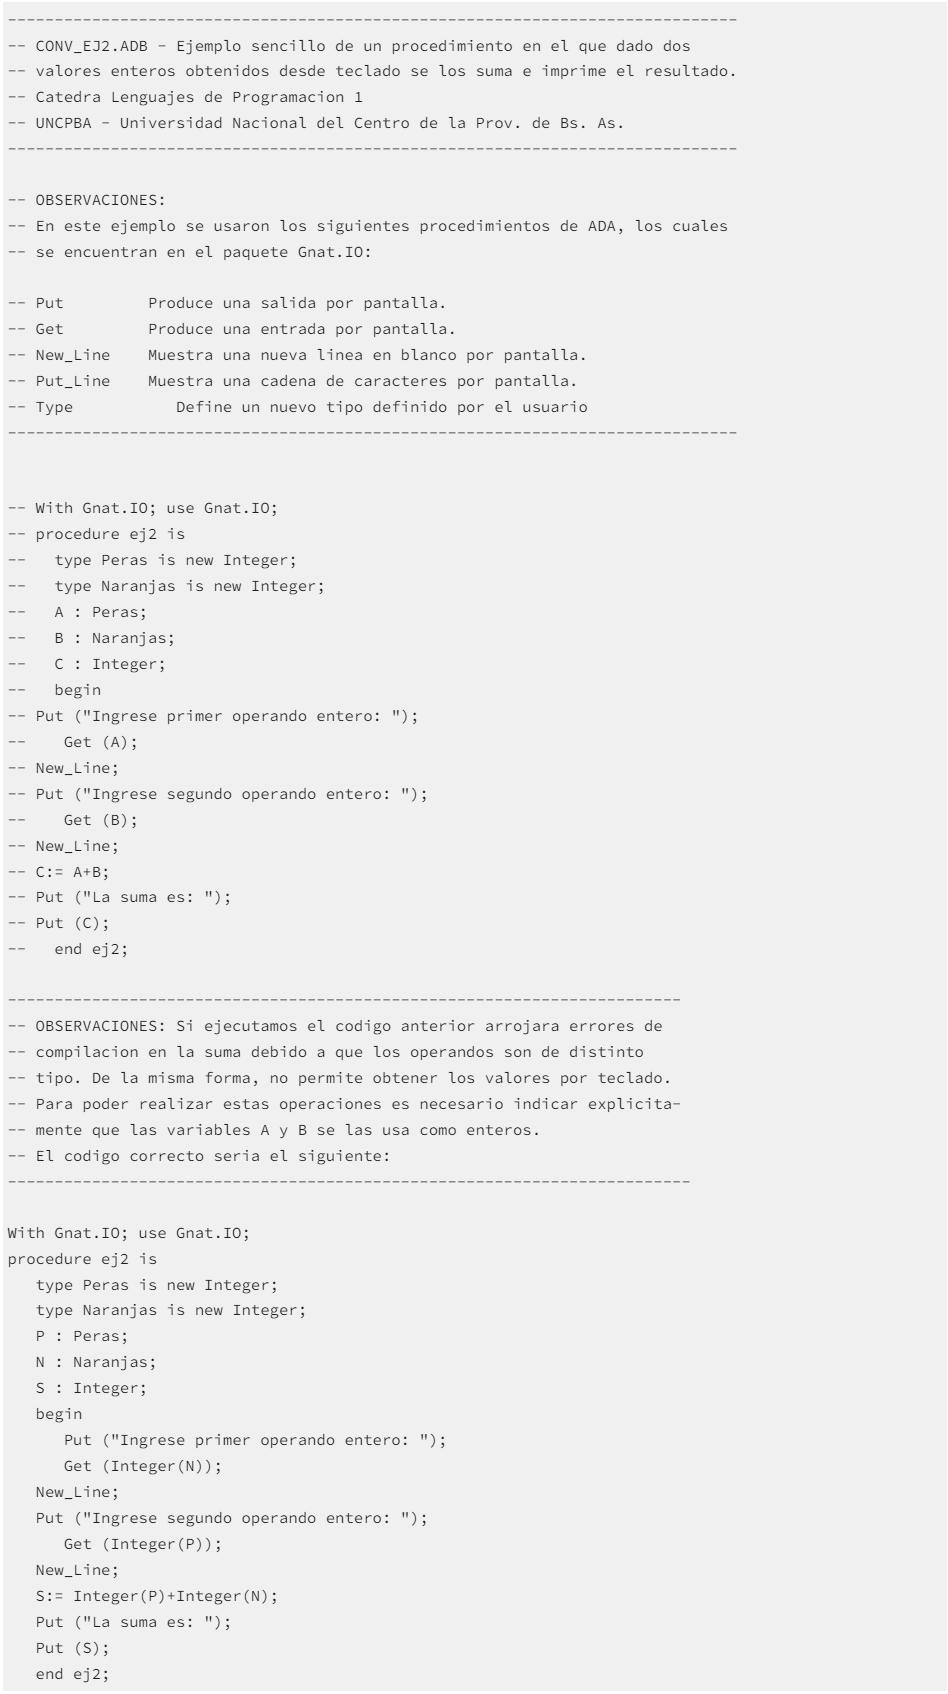 ------------------------------------------------------------------------------
-- CONV_EJ2.ADB - Ejemplo sencillo de un procedimiento en el que dado dos
-- valores enteros obtenidos desde teclado se los suma e imprime el resultado.
-- Catedra Lenguajes de Programacion 1
-- UNCPBA - Universidad Nacional del Centro de la Prov. de Bs. As.
------------------------------------------------------------------------------

-- OBSERVACIONES:
-- En este ejemplo se usaron los siguientes procedimientos de ADA, los cuales
-- se encuentran en el paquete Gnat.IO:

-- Put         Produce una salida por pantalla.
-- Get         Produce una entrada por pantalla.
-- New_Line    Muestra una nueva linea en blanco por pantalla.
-- Put_Line    Muestra una cadena de caracteres por pantalla.
-- Type           Define un nuevo tipo definido por el usuario
------------------------------------------------------------------------------


-- With Gnat.IO; use Gnat.IO;
-- procedure ej2 is
--   type Peras is new Integer;
--   type Naranjas is new Integer;
--   A : Peras;
--   B : Naranjas;
--   C : Integer;
--   begin
-- Put ("Ingrese primer operando entero: ");
--    Get (A);
-- New_Line;
-- Put ("Ingrese segundo operando entero: ");
--    Get (B);
-- New_Line;
-- C:= A+B;
-- Put ("La suma es: ");
-- Put (C);
--   end ej2;

------------------------------------------------------------------------
-- OBSERVACIONES: Si ejecutamos el codigo anterior arrojara errores de
-- compilacion en la suma debido a que los operandos son de distinto
-- tipo. De la misma forma, no permite obtener los valores por teclado.
-- Para poder realizar estas operaciones es necesario indicar explicita-
-- mente que las variables A y B se las usa como enteros.
-- El codigo correcto seria el siguiente:
-------------------------------------------------------------------------

With Gnat.IO; use Gnat.IO;
procedure ej2 is
   type Peras is new Integer;
   type Naranjas is new Integer;
   P : Peras;
   N : Naranjas;
   S : Integer;
   begin
      Put ("Ingrese primer operando entero: ");
      Get (Integer(N));
   New_Line;
   Put ("Ingrese segundo operando entero: ");
      Get (Integer(P));
   New_Line;
   S:= Integer(P)+Integer(N);
   Put ("La suma es: ");
   Put (S);
   end ej2;